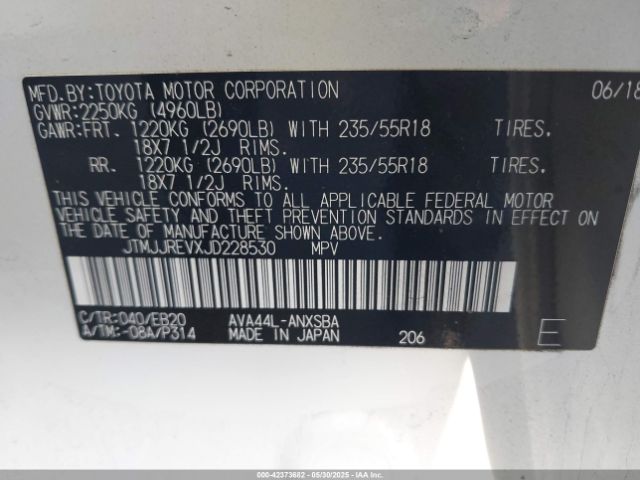 MFD.BY:TOYOTA MOTOR CORPORATION 06/18
GVWR:2250KG (4960LB)
GAWR:FRT. 1220KG (2690LB) WITH 235/55R18 TIRES.
18X7 1/2J RIMS.
RR. 1220KG (2690LB) WITH 235/55R18 TIRES.
18X7 1/2J RIMS.
THIS VEHICLE CONFORMS TO ALL APPLICABLE FEDERAL MOTOR
VEHICLE SAFETY AND THEFT PREVENTION STANDARDS IN EFFECT ON
THE DATE OF MANUFACTURE SHOWN ABOVE.
JTMJJREVXJD228530 MPV
C/TR:040/EB20 AVA44L-ANXSBA
A/TM:-08A/P314 MADE IN JAPAN 206 E
000-42373682 - 05/30/2025 - IAA, Inc.